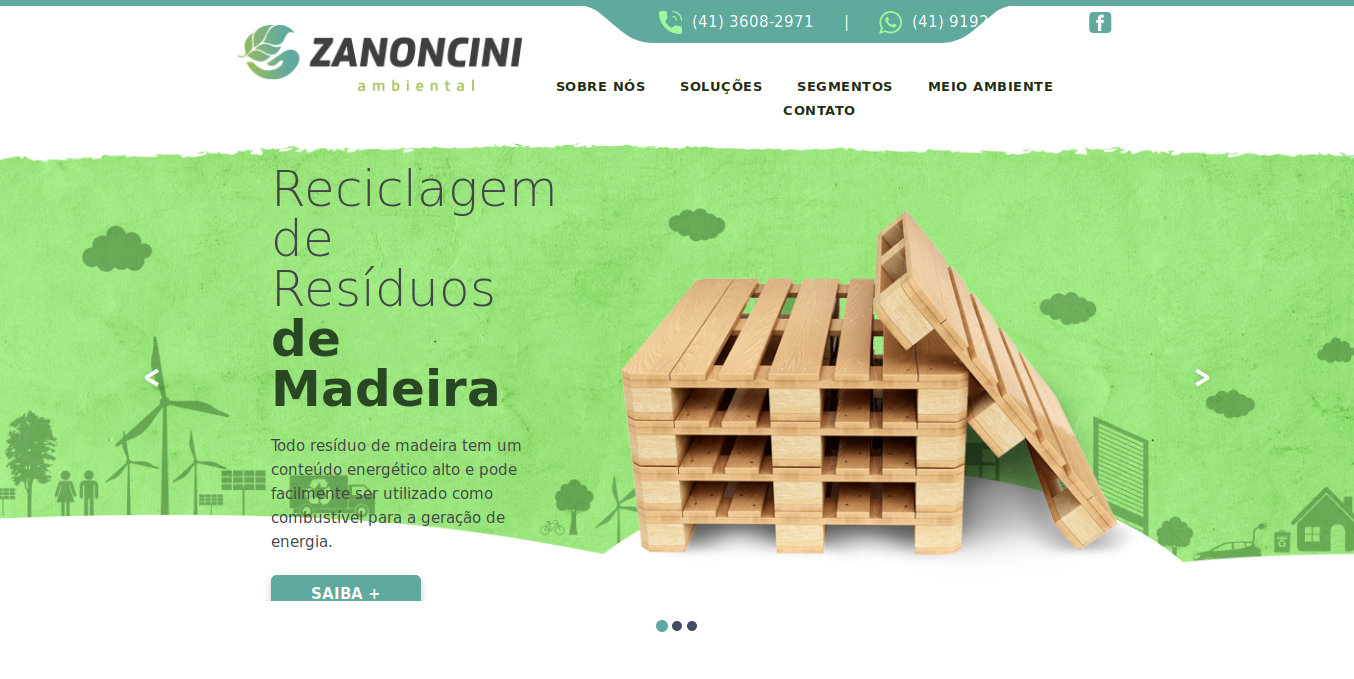 (41) 3608-2971 | (41) 9192
ZANONCINI
ambiental
SOBRE NÓS SOLUÇÕES SEGMENTOS MEIO AMBIENTE
CONTATO
Reciclagem
de
Resíduos
de
Madeira
Todo resíduo de madeira tem um
conteúdo energético alto e pode
facilmente ser utilizado como
combustível para a geração de
energia.
SAIBA +